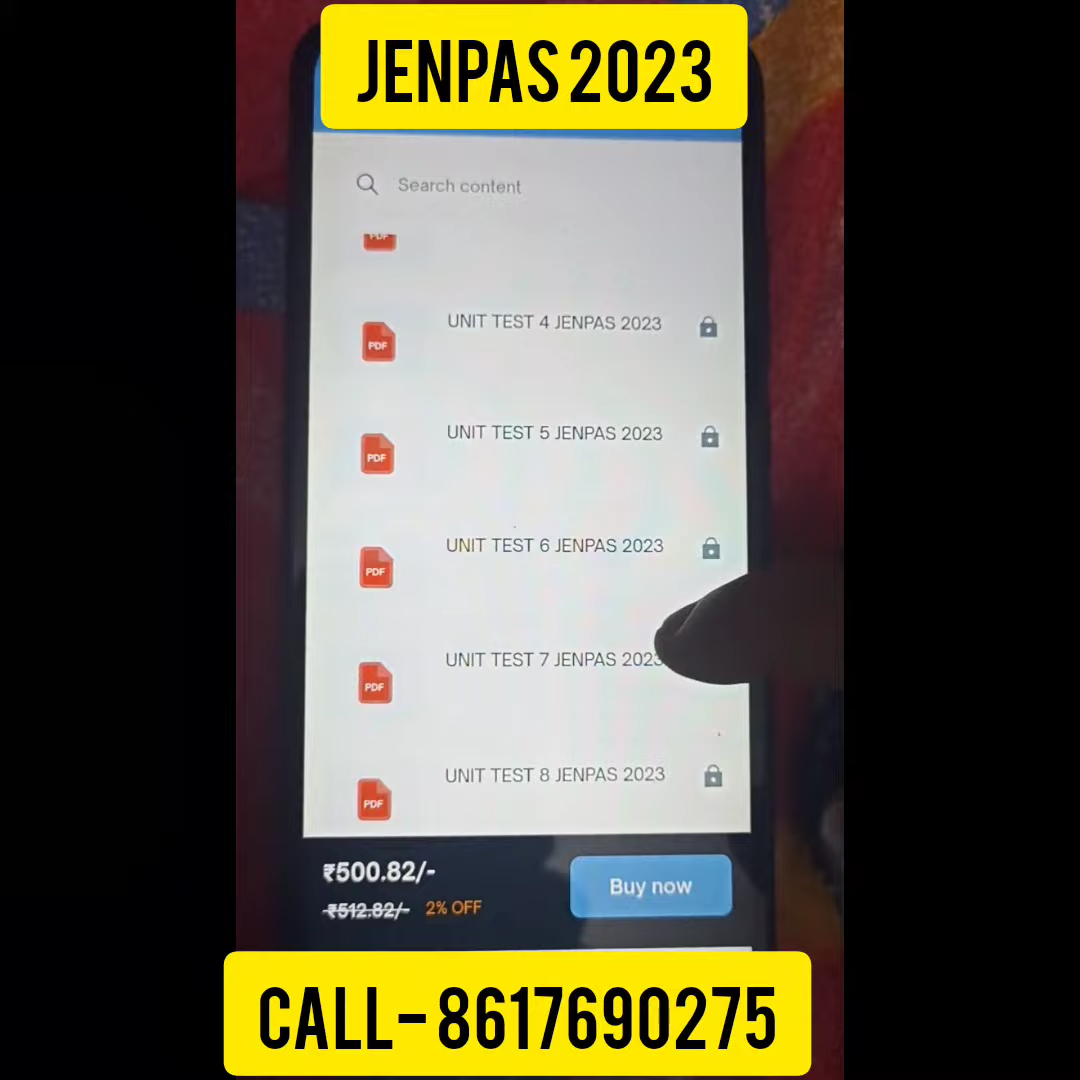 JENPAS 2023
Search content
PDF
UNIT TEST 4 JENPAS 2023
PDF
UNIT TEST 5 JENPAS 2023
PDF
UNIT TEST 6 JENPAS 2023
PDF
UNIT TEST 7 JENPAS 2023
PDF
UNIT TEST 8 JENPAS 2023
PDF
₹500.82/-
Buy now
₹512.82/- 2% OFF
CALL-8617690275